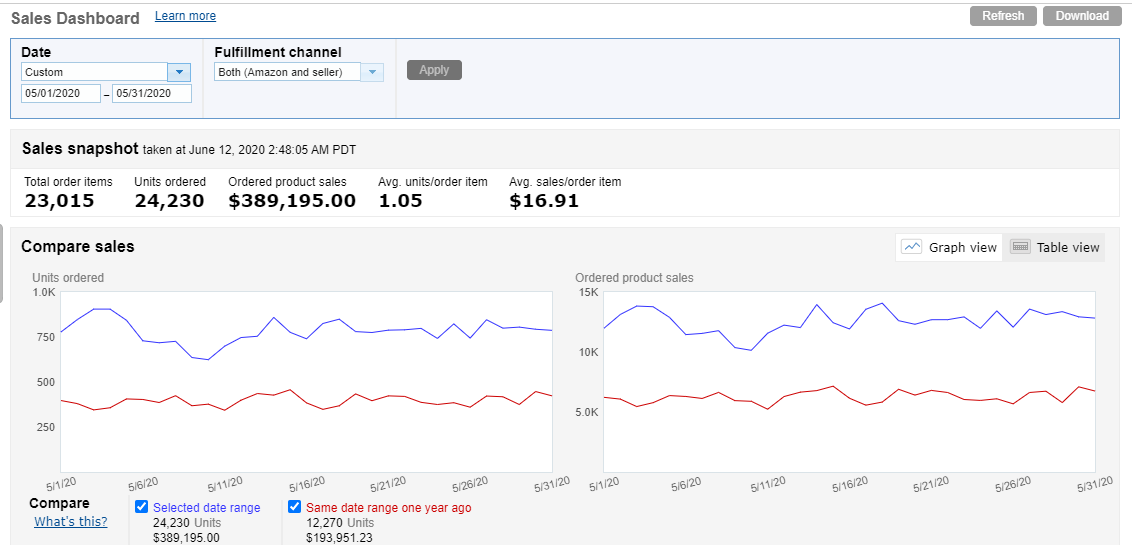 Sales Dashboard Learn more Refresh Download
Date Fulfillment channel
Custom Both (Amazon and seller) Apply
05/01/2020 – 05/31/2020
Sales snapshot taken at June 12, 2020 2:48:05 AM PDT
Total order items Units ordered Ordered product sales Avg. units/order item Avg. sales/order item
23,015 24,230 $389,195.00 1.05 $16.91
Compare sales Graph view Table view
Units ordered
1.0K
750
500
250
5/1/20 5/6/20 5/11/20 5/16/20 5/21/20 5/26/20 5/31/20
Ordered product sales
15K
10K
5.0K
5/1/20 5/6/20 5/11/20 5/16/20 5/21/20 5/26/20 5/31/20
Compare
What's this?
Selected date range
24,230 Units
$389,195.00
Same date range one year ago
12,270 Units
$193,951.23